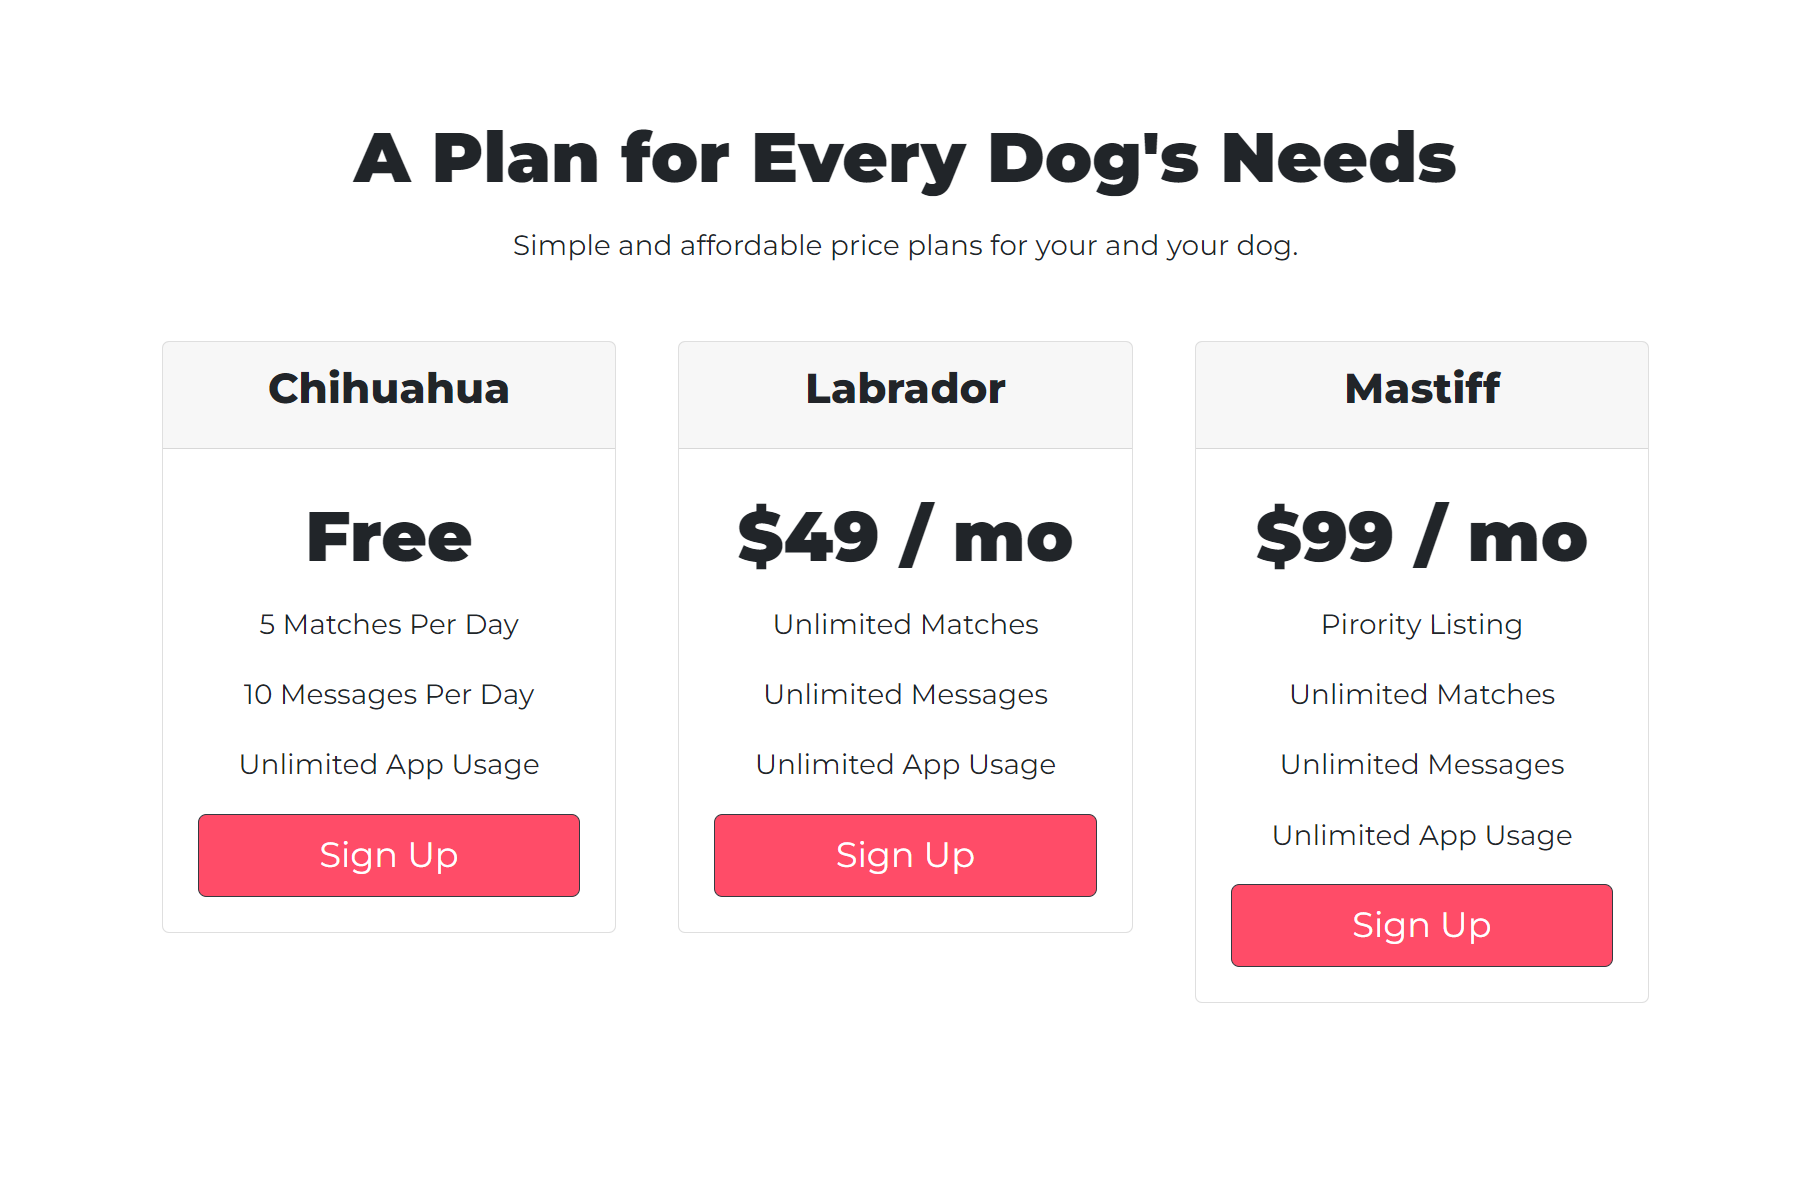 A Plan for Every Dog's Needs
Simple and affordable price plans for your and your dog.
Chihuahua
Free
5 Matches Per Day
10 Messages Per Day
Unlimited App Usage
Sign Up
Labrador
$49 / mo
Unlimited Matches
Unlimited Messages
Unlimited App Usage
Sign Up
Mastiff
$99 / mo
Pirority Listing
Unlimited Matches
Unlimited Messages
Unlimited App Usage
Sign Up